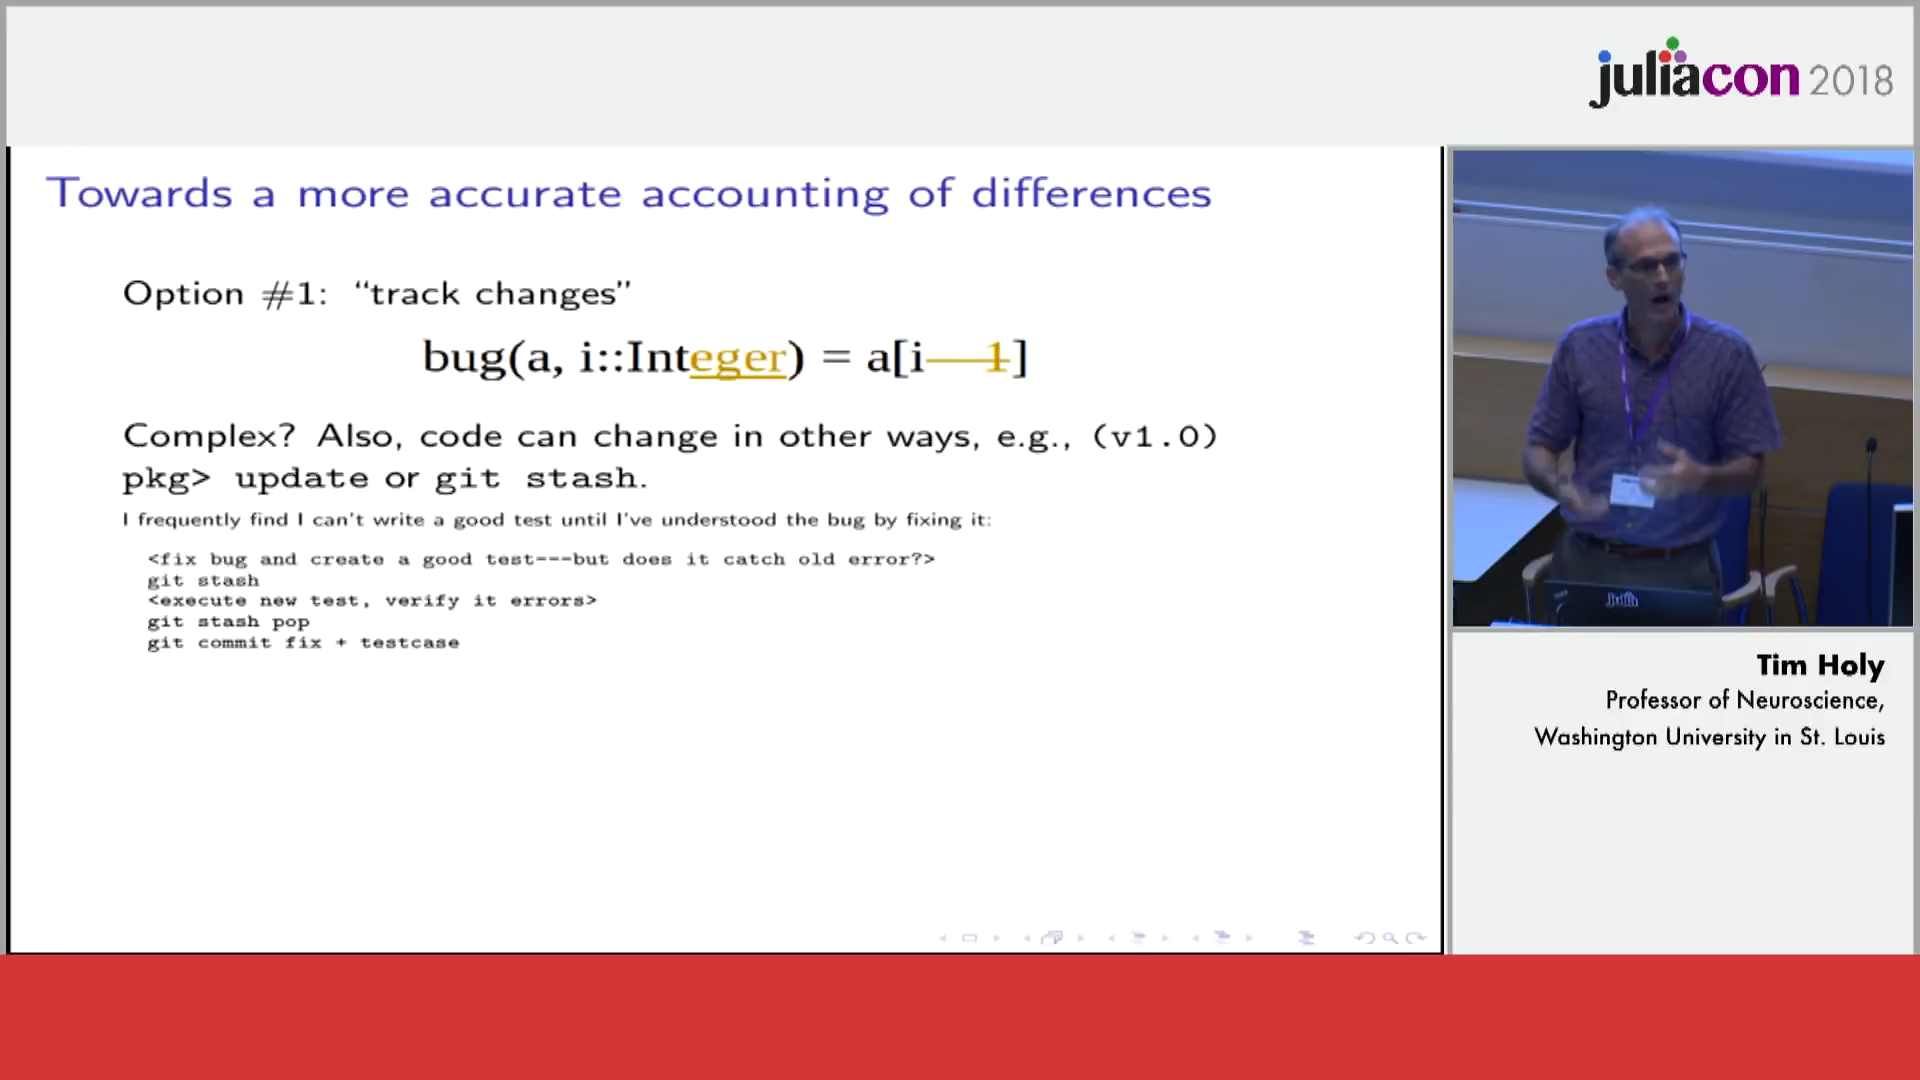 juliacon 2018
Towards a more accurate accounting of differences
Option #1: “track changes”
bug(a, i::Integer) = a[i — 1]
Complex? Also, code can change in other ways, e.g., (v1.0)
pkg> update or git stash.
I frequently find I can't write a good test until I've understood the bug by fixing it:
<fix bug and create a good test---but does it catch old error?>
git stash
<execute new test, verify it errors>
git stash pop
git commit fix + testcase
julia
Tim Holy
Professor of Neuroscience,
Washington University in St. Louis